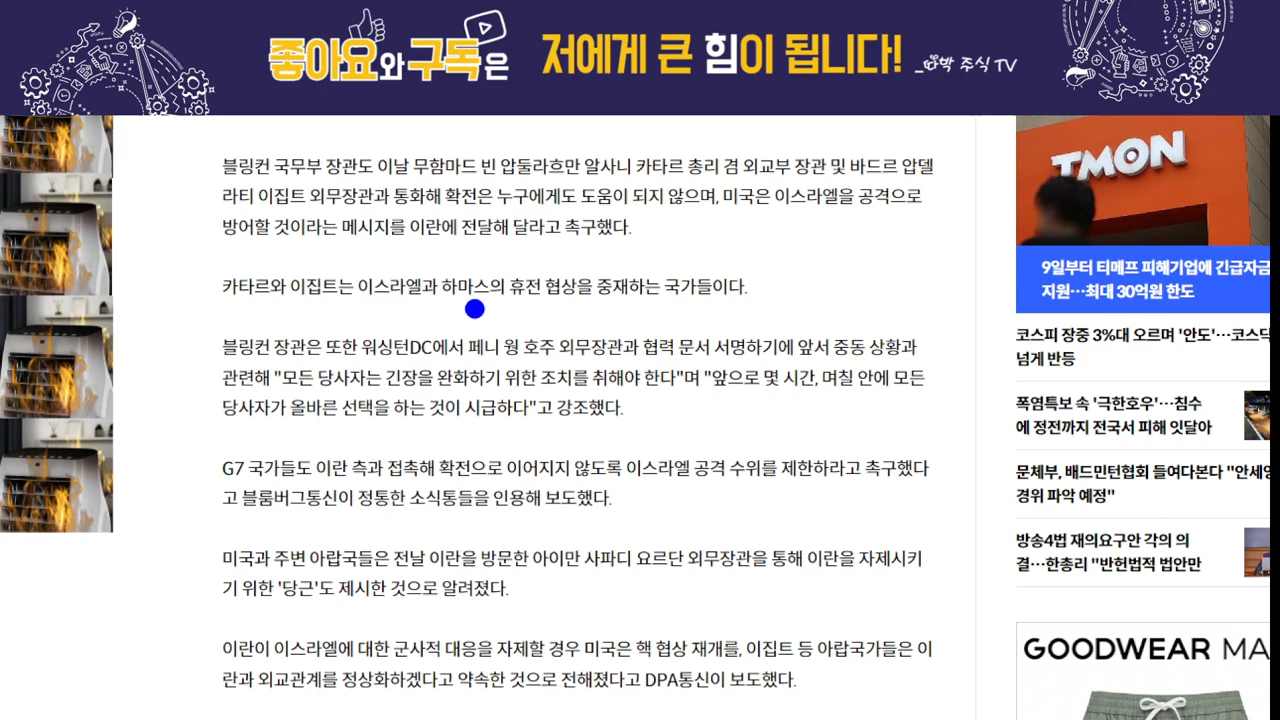 좋아요와 구독은 저에게 큰 힘이 됩니다!
박 주식 TV
블링컨 국무부 장관도 이날 무함마드 빈 압둘라흐만 알사니 카타르 총리 겸 외교부 장관 및 바드르 압델
라티 이집트 외무장관과 통화해 확전은 누구에게도 도움이 되지 않으며, 미국은 이스라엘을 공격으로
방어할 것이라는 메시지를 이란에 전달해 달라고 촉구했다.
카타르와 이집트는 이스라엘과 하마스의 휴전 협상을 중재하는 국가들이다.
블링컨 장관은 또한 워싱턴DC에서 페니 웡 호주 외무장관과 협력 문서 서명하기에 앞서 중동 상황과
관련해 "모든 당사자는 긴장을 완화하기 위한 조치를 취해야 한다"며 "앞으로 몇 시간, 며칠 안에 모든
당사자가 올바른 선택을 하는 것이 시급하다"고 강조했다.
G7 국가들도 이란 측과 접촉해 확전으로 이어지지 않도록 이스라엘 공격 수위를 제한하라고 촉구했다
고 블룸버그통신이 정통한 소식통들을 인용해 보도했다.
미국과 주변 아랍국들은 전날 이란을 방문한 아이만 사파디 요르단 외무장관을 통해 이란을 자제시키
기 위한 '당근'도 제시한 것으로 알려졌다.
이란이 이스라엘에 대한 군사적 대응을 자제할 경우 미국은 핵 협상 재개를, 이집트 등 아랍국가들은 이
란과 외교관계를 정상화하겠다고 약속한 것으로 전해졌다고 DPA통신이 보도했다.
TMON
9일부터 티메프 피해기업에 긴급자금
지원…최대 30억원 한도
코스피 장중 3%대 오르며 '안도'…코스닥
넘게 반등
폭염특보 속 '극한호우'…침수
에 정전까지 전국서 피해 잇달아
문체부, 배드민턴협회 들여다본다 "안세영
경위 파악 예정"
방송4법 재의요구안 각의 의
결…한총리 "반헌법적 법안만
GOODWEAR MA